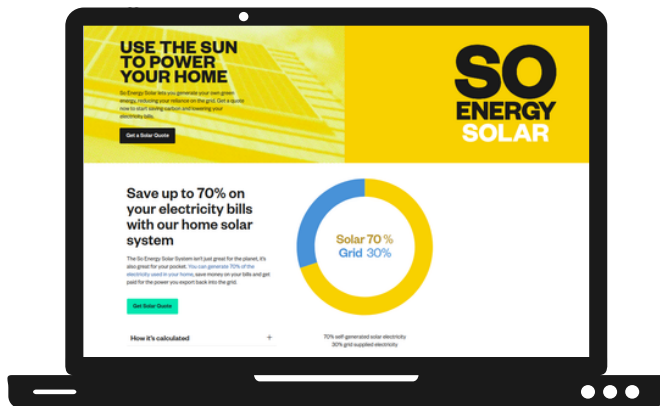 USE THE SUN
TO POWER
YOUR HOME
So Energy Solar lets you generate your own green
energy, reducing your reliance on the grid. Get a quote
now to start saving carbon and lowering your
electricity bills.
Get a Solar Quote
SO
ENERGY
SOLAR
Save up to 70% on
your electricity bills
with our home solar
system
The So Energy Solar System isn't just great for the planet, it's
also great for your pocket. You can generate 70% of the
electricity used in your home, save money on your bills and get
paid for the power you export back into the grid.
Get Solar Quote
How it's calculated +
Solar 70 %
Grid 30%
70% self-generated solar electricity
30% grid supplied electricity